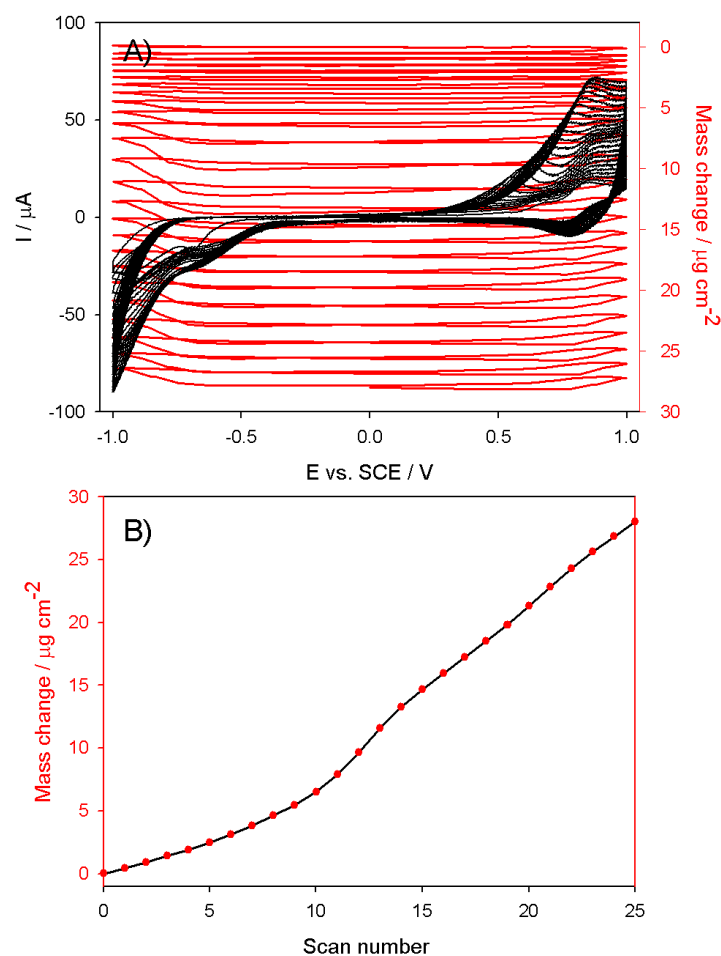 A)
100
50
0
-50
-100
I / μA
-1.0 -0.5 0.0 0.5 1.0
E vs. SCE / V
0
5
10
15
20
25
30
Mass change / μg cm-2
B)
30
25
20
15
10
5
0
Mass change / μg cm-2
0 5 10 15 20 25
Scan number